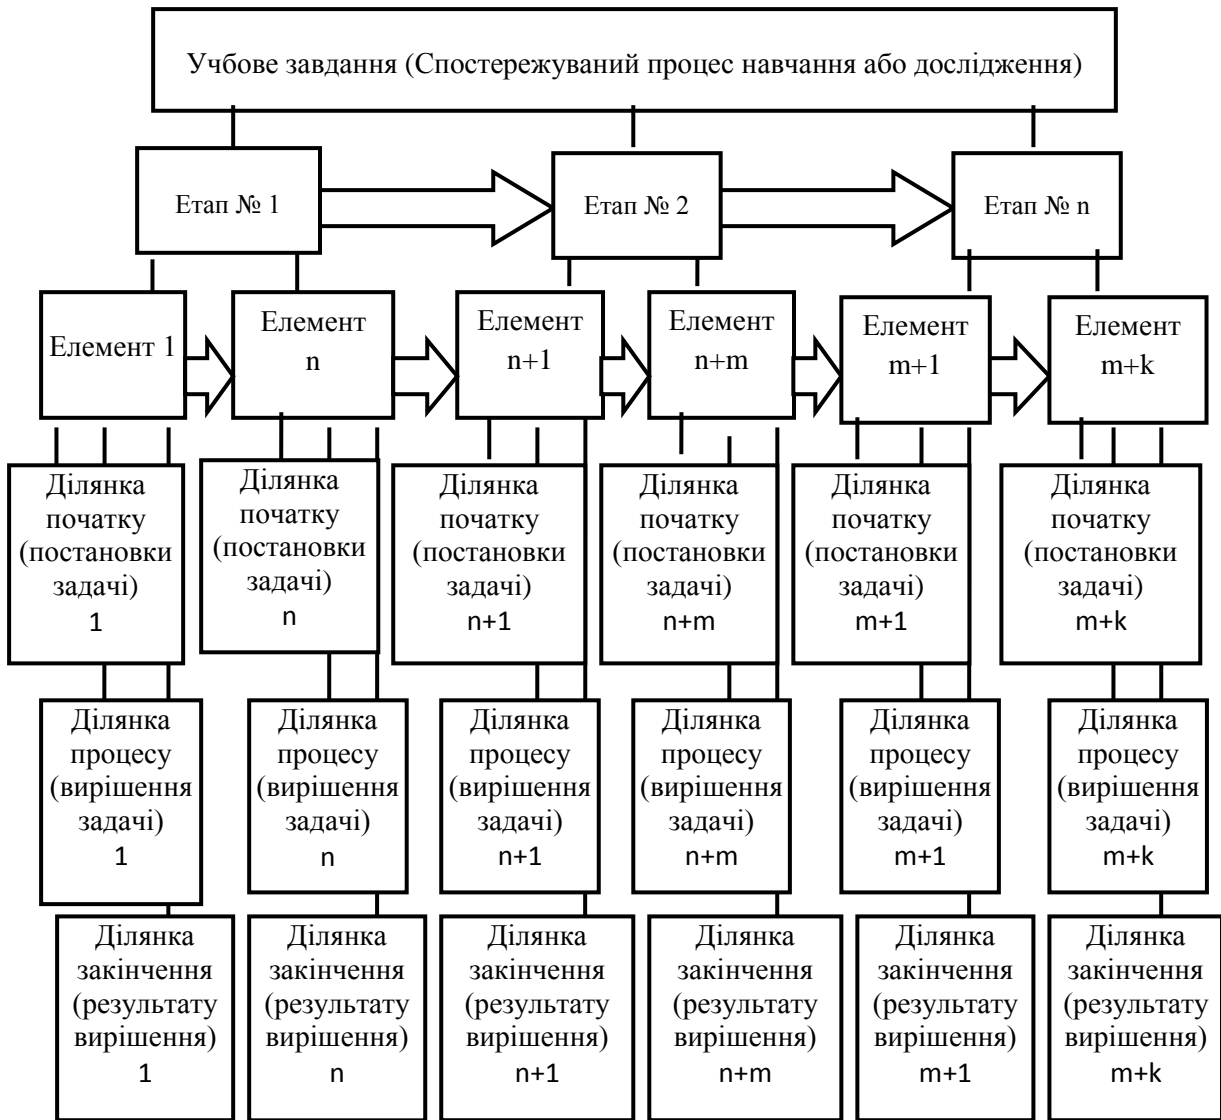 Учбове завдання (Спостережуваний процес навчання або дослідження)
Етап № 1
Етап № 2
Етап № n
Елемент 1
Елемент
n
Елемент
n+1
Елемент
n+m
Елемент
m+1
Елемент
m+k
Ділянка
початку
(постановки
задачі)
1
Ділянка
початку
(постановки
задачі)
n
Ділянка
початку
(постановки
задачі)
n+1
Ділянка
початку
(постановки
задачі)
n+m
Ділянка
початку
(постановки
задачі)
m+1
Ділянка
початку
(постановки
задачі)
m+k
Ділянка
процесу
(вирішення
задачі)
1
Ділянка
процесу
(вирішення
задачі)
n
Ділянка
процесу
(вирішення
задачі)
n+1
Ділянка
процесу
(вирішення
задачі)
n+m
Ділянка
процесу
(вирішення
задачі)
m+1
Ділянка
процесу
(вирішення
задачі)
m+k
Ділянка
закінчення
(результату
вирішення)
1
Ділянка
закінчення
(результату
вирішення)
n
Ділянка
закінчення
(результату
вирішення)
n+1
Ділянка
закінчення
(результату
вирішення)
n+m
Ділянка
закінчення
(результату
вирішення)
m+1
Ділянка
закінчення
(результату
вирішення)
m+k